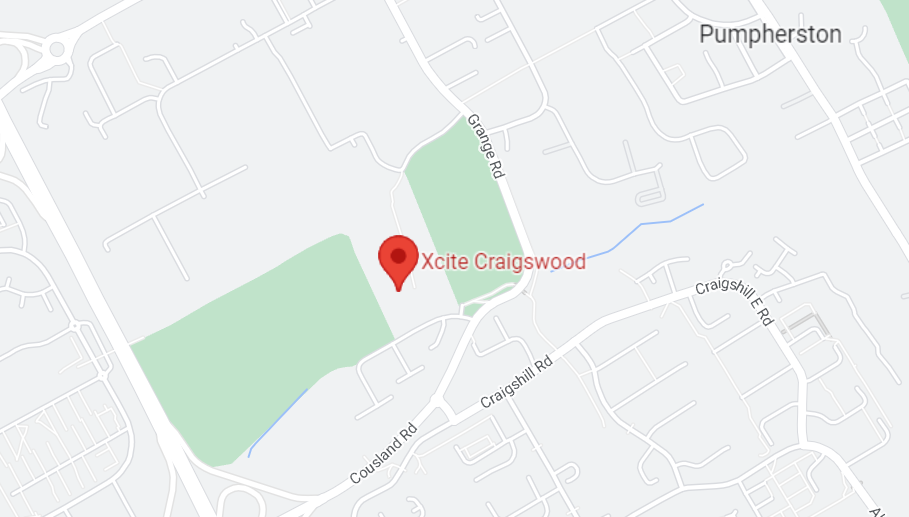 Pumpherston
Grange Rd
Xcite Craigswood
Craigshill E Rd
Craigshill Rd
Cousland Rd